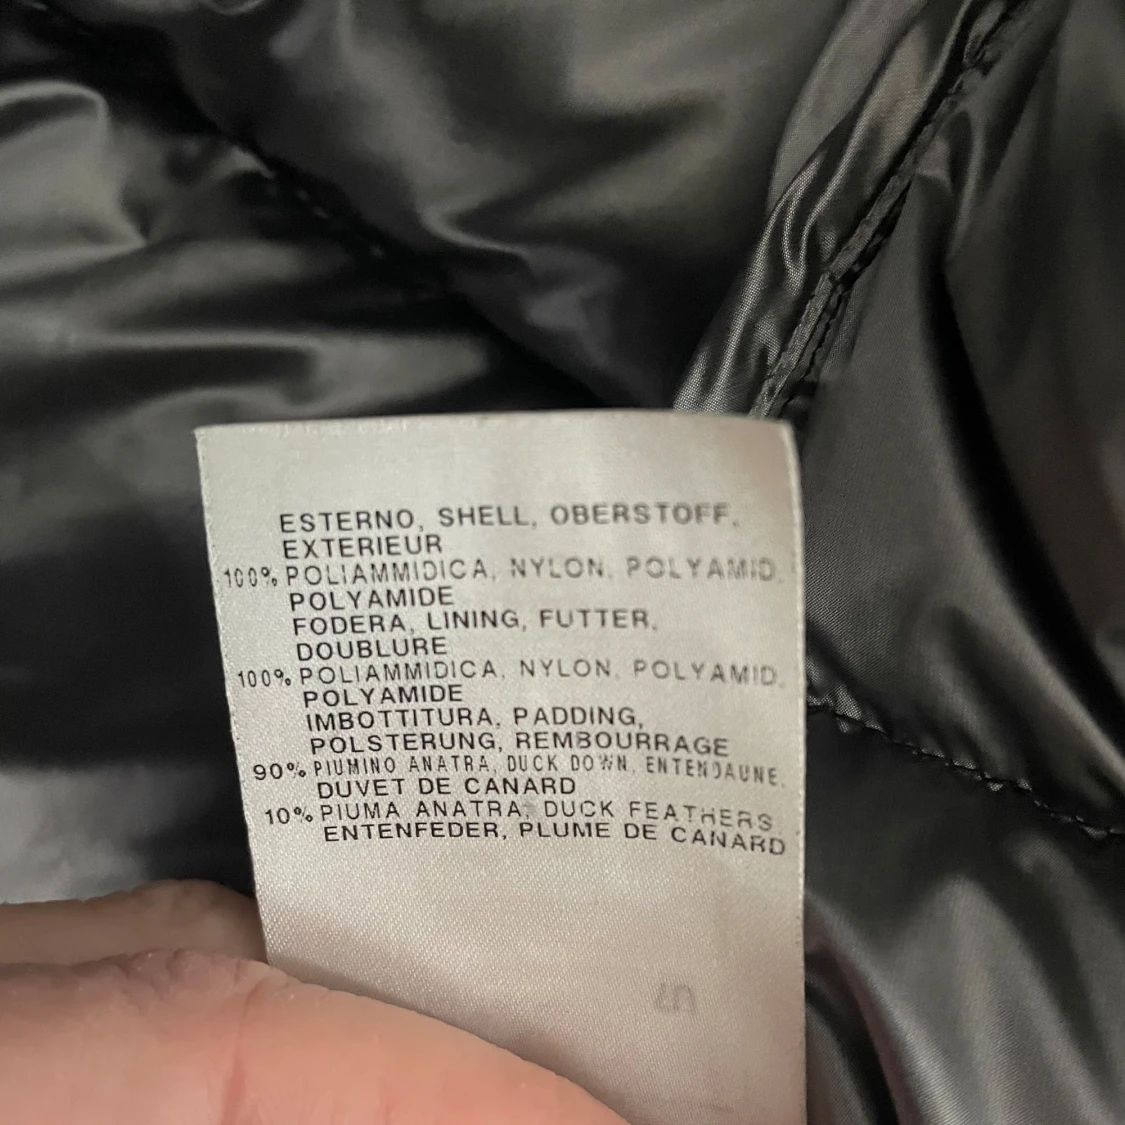 ESTERNO, SHELL, OBERSTOFF,
EXTERIEUR
100% POLIAMMIDICA, NYLON, POLYAMID,
POLYAMIDE
FODERA, LINING, FUTTER,
DOUBLURE
100% POLIAMMIDICA, NYLON, POLYAMID,
POLYAMIDE
IMBOTTITURA, PADDING,
POLSTERUNG, REMBOURRAGE
90% PIUMINO ANATRA, DUCK DOWN, ENTENDAUNE,
DUVET DE CANARD
10% PIUMA ANATRA, DUCK FEATHERS
ENTENFEDER, PLUME DE CANARD